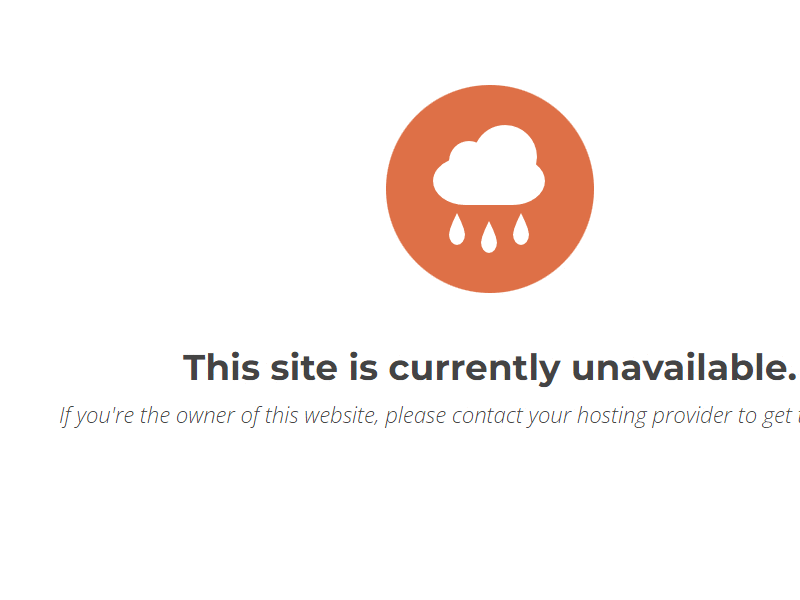 This site is currently unavailable.
If you're the owner of this website, please contact your hosting provider to get